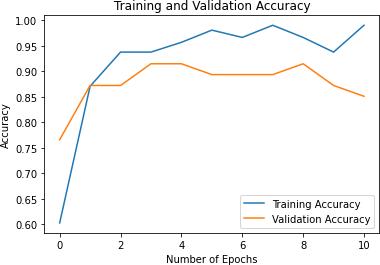 Training and Validation Accuracy
1.00
0.95
0.90
0.85
0.80
0.75
0.70
0.65
0.60
Accuracy
Training Accuracy
Validation Accuracy
0 2 4 6 8 10
Number of Epochs